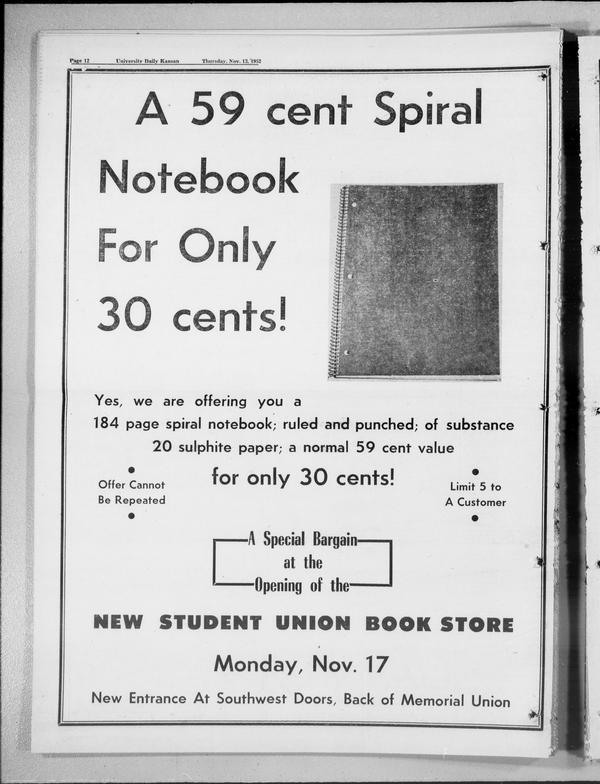 Page 12 University Daily Kansan Thursday, Nov. 13, 1952
A 59 cent Spiral
Notebook
For Only
30 cents!
Yes, we are offering you a
184 page spiral notebook; ruled and punched; of substance
20 sulphite paper; a normal 59 cent value
for only 30 cents!
Offer Cannot
Be Repeated
Limit 5 to
A Customer
A Special Bargain
at the
Opening of the
NEW STUDENT UNION BOOK STORE
Monday, Nov. 17
New Entrance At Southwest Doors, Back of Memorial Union